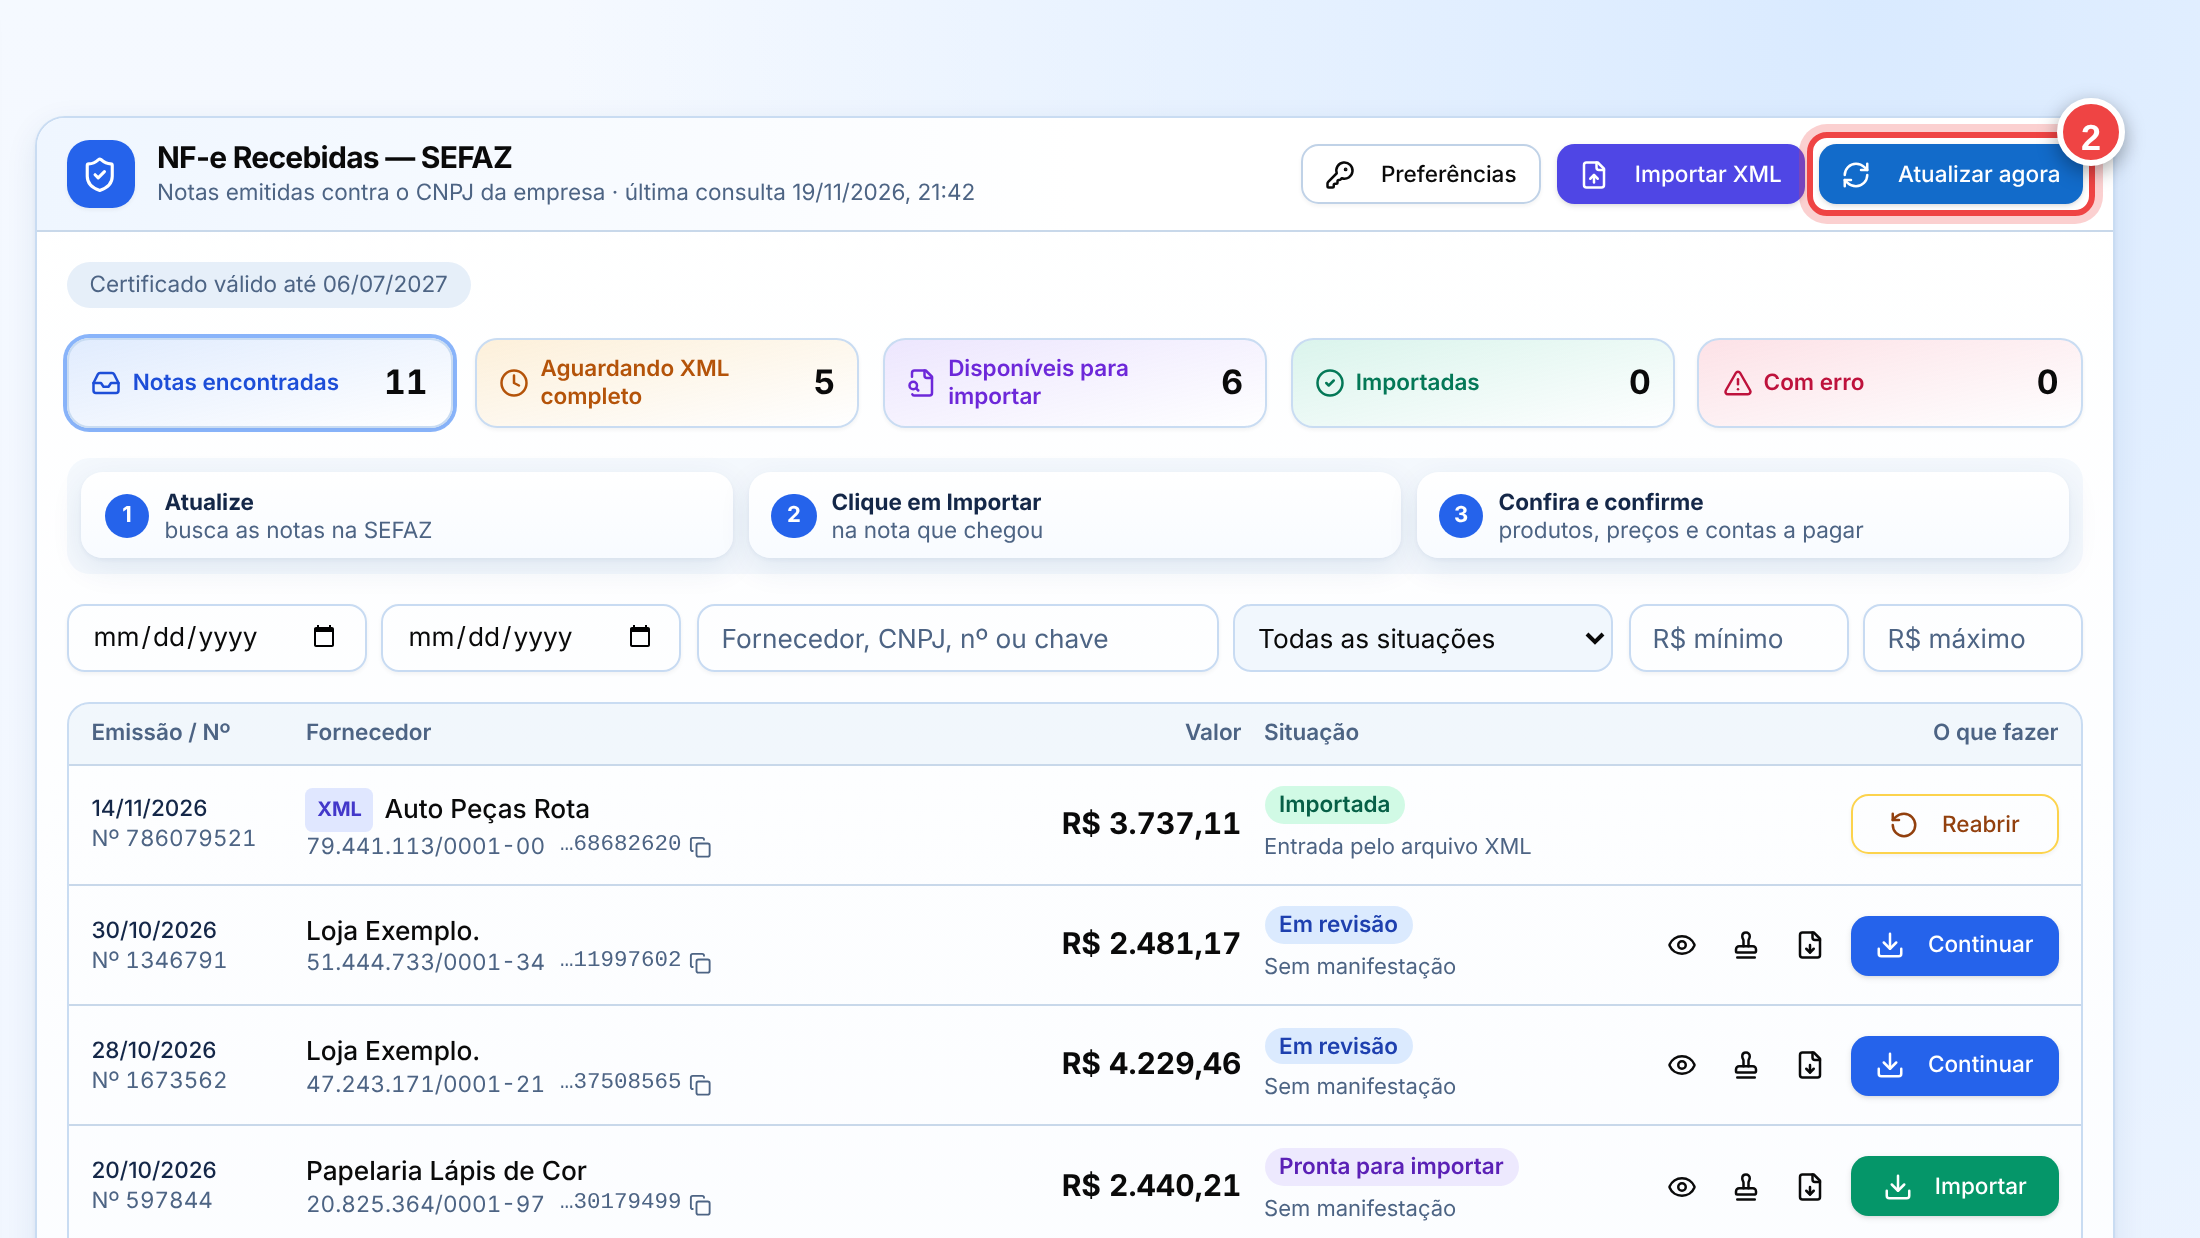 2
NF-e Recebidas — SEFAZ
Notas emitidas contra o CNPJ da empresa · última consulta 19/11/2026, 21:42
Preferências
Importar XML
Atualizar agora
Certificado válido até 06/07/2027
Notas encontradas 11
Aguardando XML
completo
5
Disponíveis para
importar
6
Importadas 0
Com erro 0
1
Atualize
busca as notas na SEFAZ
2
Clique em Importar
na nota que chegou
3
Confira e confirme
produtos, preços e contas a pagar
mm/dd/yyyy
mm/dd/yyyy
Fornecedor, CNPJ, nº ou chave
Todas as situações
R$ mínimo
R$ máximo
Emissão / Nº Fornecedor Valor Situação O que fazer
14/11/2026
Nº 786079521
XML Auto Peças Rota
79.441.113/0001-00 …68682620
R$ 3.737,11
Importada
Entrada pelo arquivo XML
Reabrir
30/10/2026
Nº 1346791
Loja Exemplo.
51.444.733/0001-34 …11997602
R$ 2.481,17
Em revisão
Sem manifestação
Continuar
28/10/2026
Nº 1673562
Loja Exemplo.
47.243.171/0001-21 …37508565
R$ 4.229,46
Em revisão
Sem manifestação
Continuar
20/10/2026
Nº 597844
Papelaria Lápis de Cor
20.825.364/0001-97 …30179499
R$ 2.440,21
Pronta para importar
Sem manifestação
Importar